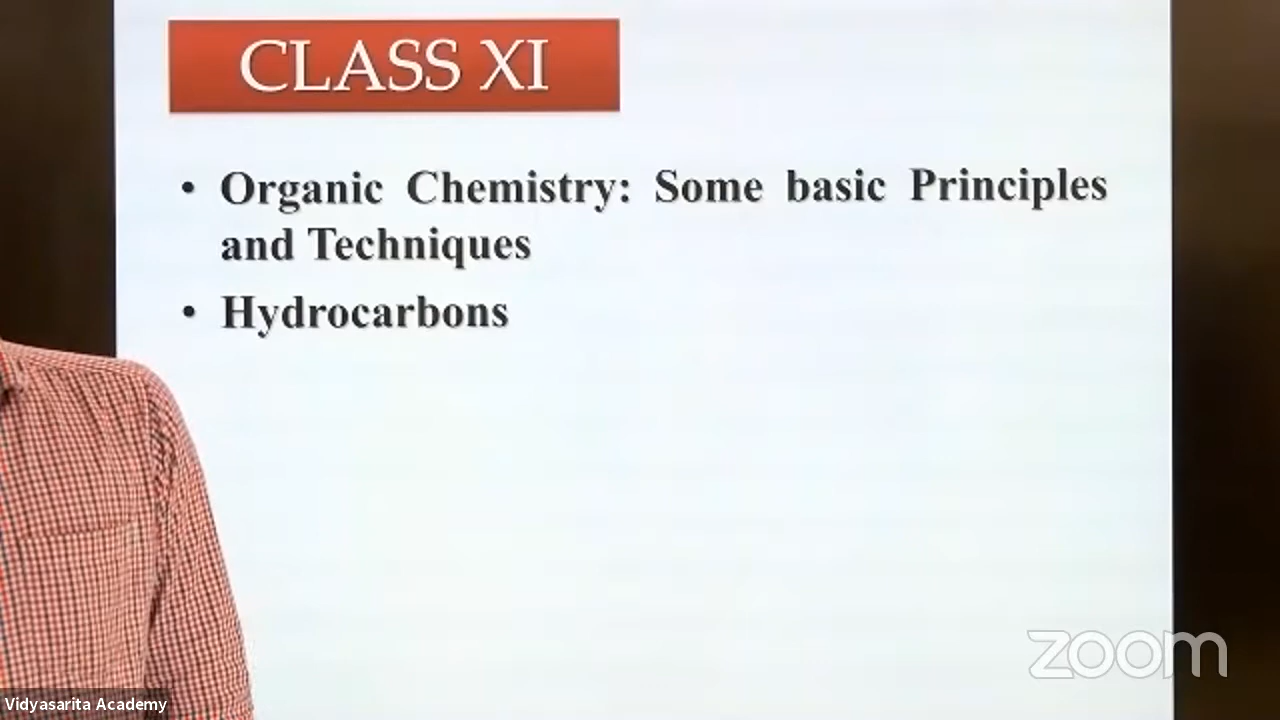 CLASS XI
• Organic Chemistry: Some basic Principles
and Techniques
• Hydrocarbons
zoom
Vidyasarita Academy